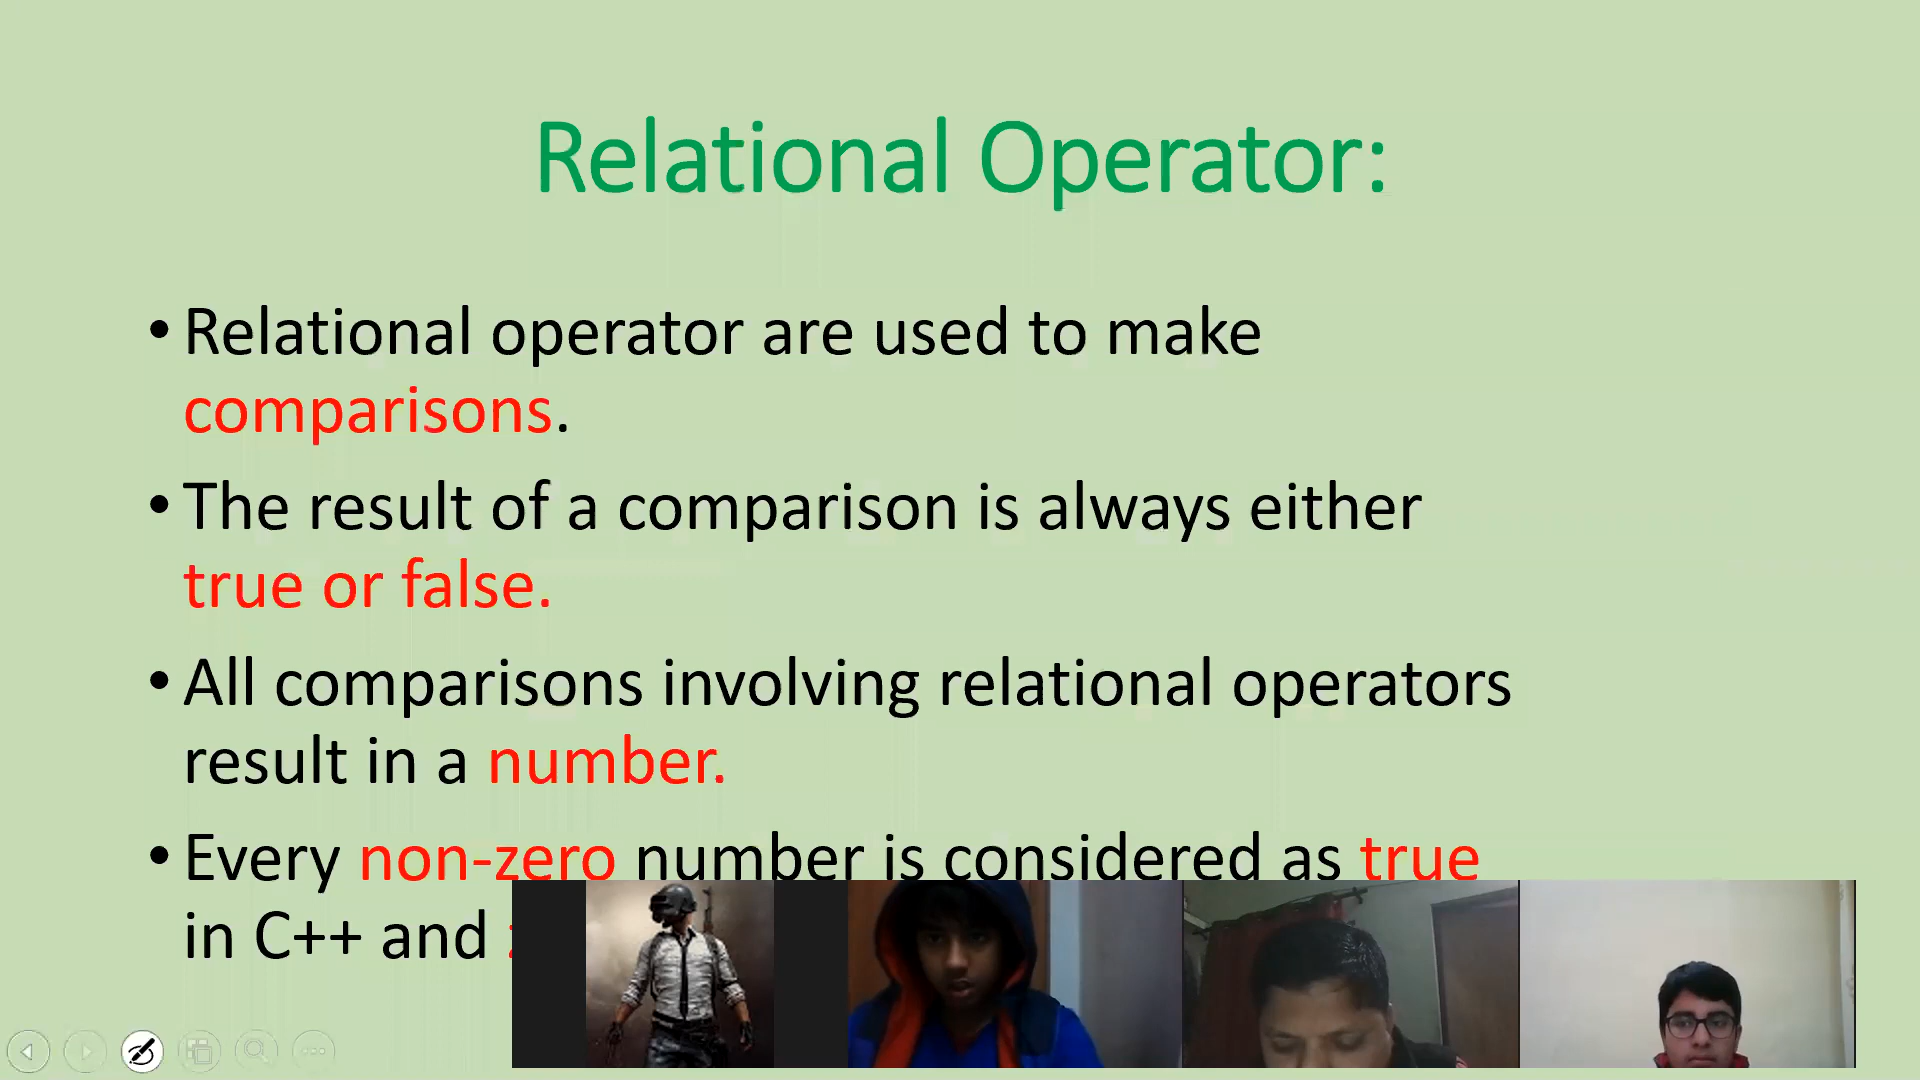 Relational Operator:
• Relational operator are used to make
comparisons.
• The result of a comparison is always either
true or false.
• All comparisons involving relational operators
result in a number.
• Every non-zero number is considered as true
in C++ and